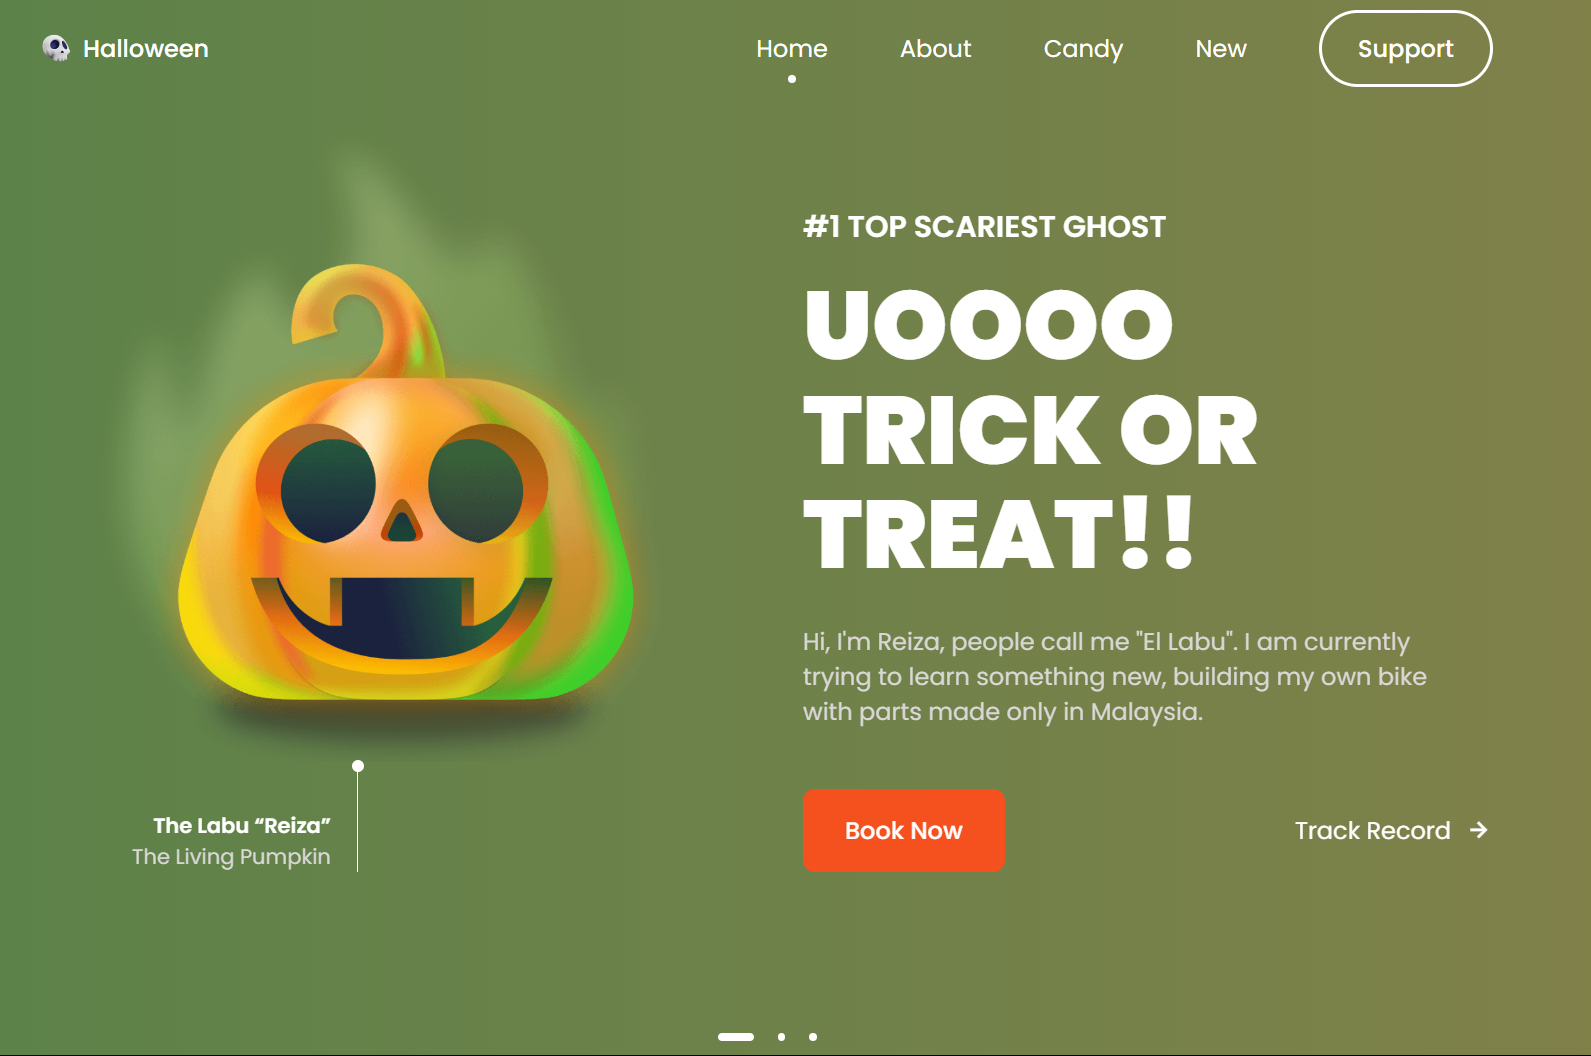 Halloween
Home
About
Candy
New
Support
#1 TOP SCARIEST GHOST
UOOOO
TRICK OR
TREAT!!
Hi, I'm Reiza, people call me "El Labu". I am currently
trying to learn something new, building my own bike
with parts made only in Malaysia.
Book Now
Track Record
The Labu “Reiza”
The Living Pumpkin